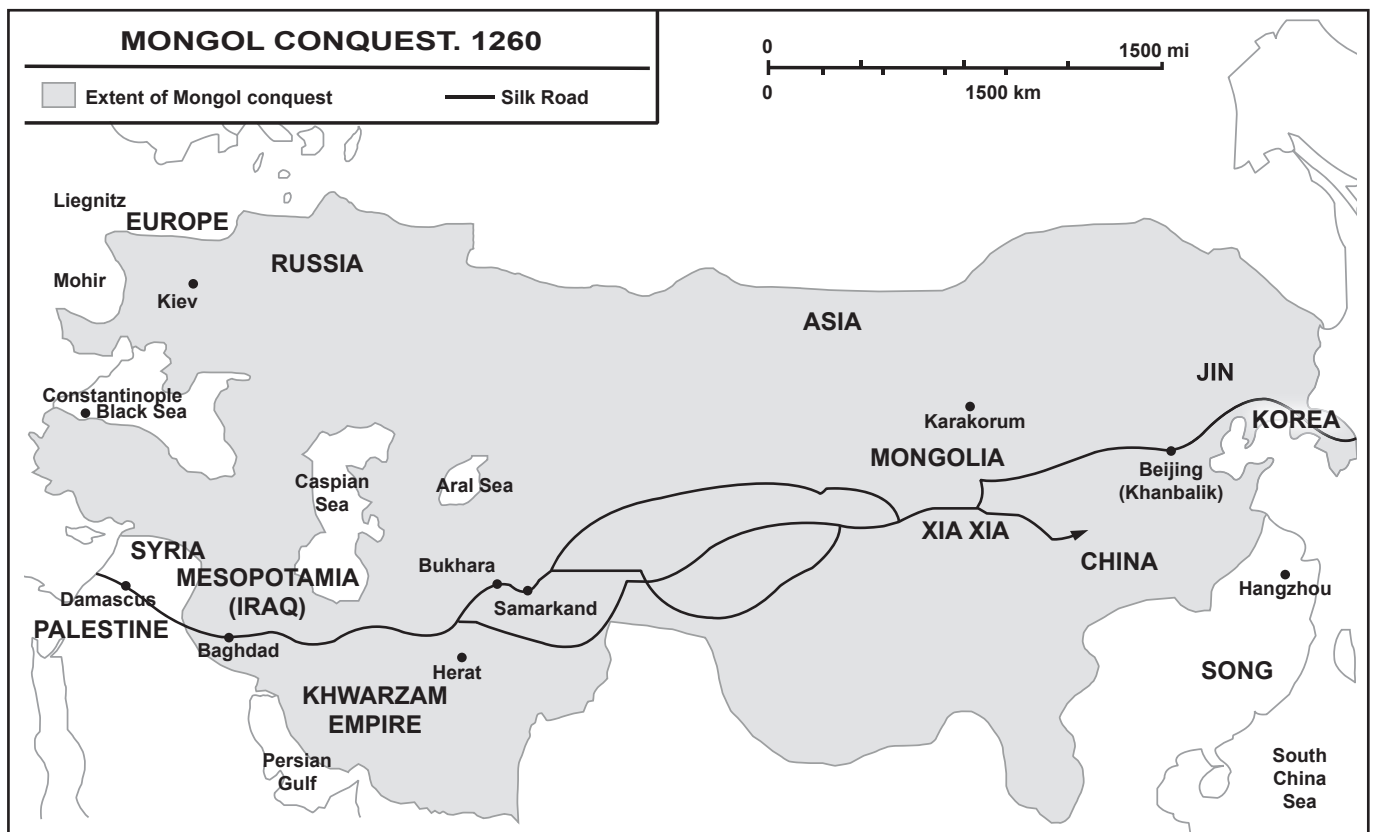 MONGOL CONQUEST. 1260
Extent of Mongol conquest
Silk Road
0
1500 mi
0
1500 km
Liegnitz
EUROPE
RUSSIA
Mohir
Kiev
ASIA
JIN
Constantinople
Black Sea
Karakorum
KOREA
MONGOLIA
Beijing
(Khanbalik)
Caspian
Sea
Aral Sea
XIA XIA
CHINA
SYRIA
MESOPOTAMIA
(IRAQ)
Bukhara
Samarkand
Hangzhou
Damascus
PALESTINE
Baghdad
Herat
SONG
KHWARZAM
EMPIRE
Persian
Gulf
South
China
Sea